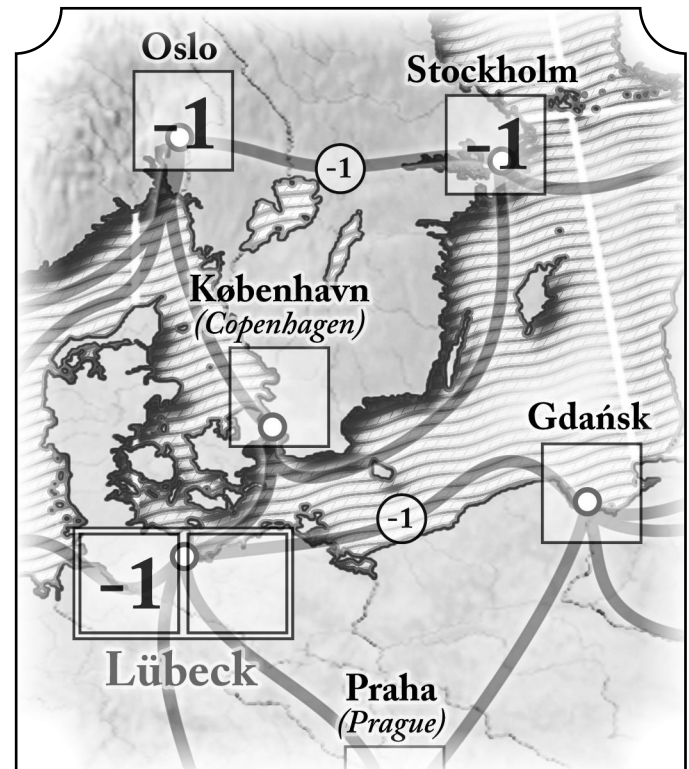 Oslo
-1
Stockholm
-1
-1
København
(Copenhagen)
Gdańsk
-1
-1
Lübeck
Praha
(Prague)